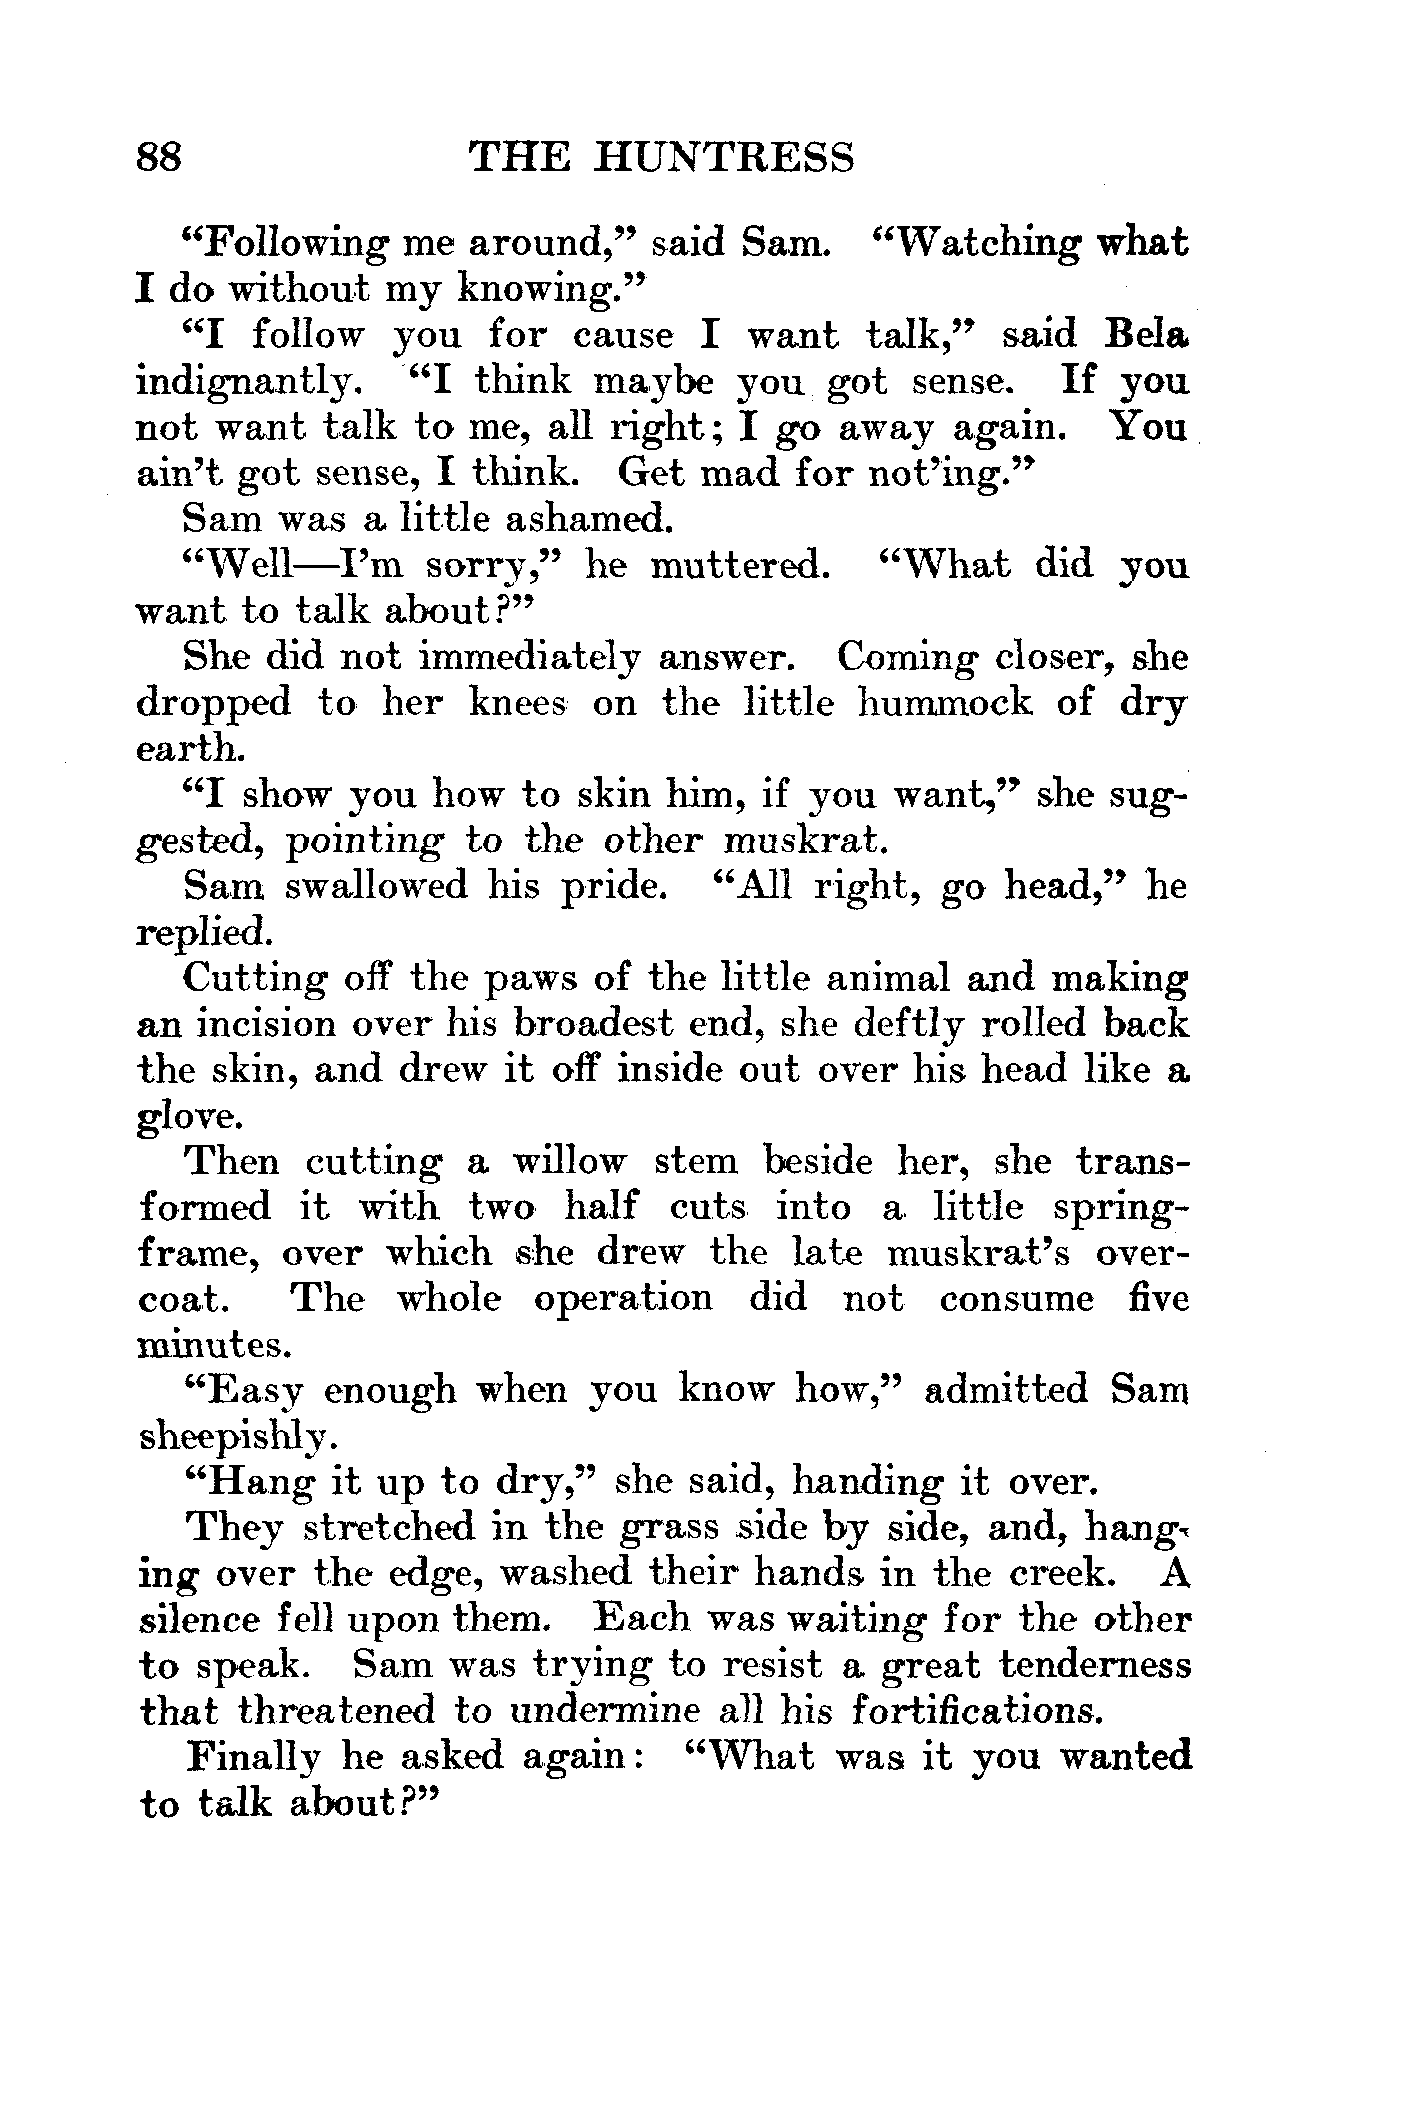 88 THE HUNTRESS
“Following me around,” said Sam. “Watching what
I do without my knowing.”
“I follow you for cause I want talk,” said Bela
indignantly. “I think maybe you got sense. If you
not want talk to me, all right; I go away again. You
ain’t got sense, I think. Get mad for not’ing.”
Sam was a little ashamed.
“Well—I’m sorry,” he muttered. “What did you
want to talk about?”
She did not immediately answer. Coming closer, she
dropped to her knees on the little hummock of dry
earth.
“I show you how to skin him, if you want,” she sug-
gested, pointing to the other muskrat.
Sam swallowed his pride. “All right, go head,” he
replied.
Cutting off the paws of the little animal and making
an incision over his broadest end, she deftly rolled back
the skin, and drew it off inside out over his head like a
glove.
Then cutting a willow stem beside her, she trans-
formed it with two half cuts into a little spring-
frame, over which she drew the late muskrat’s over-
coat. The whole operation did not consume five
minutes.
“Easy enough when you know how,” admitted Sam
sheepishly.
“Hang it up to dry,” she said, handing it over.
They stretched in the grass side by side, and, hang-
ing over the edge, washed their hands in the creek. A
silence fell upon them. Each was waiting for the other
to speak. Sam was trying to resist a great tenderness
that threatened to undermine all his fortifications.
Finally he asked again: “What was it you wanted
to talk about?”